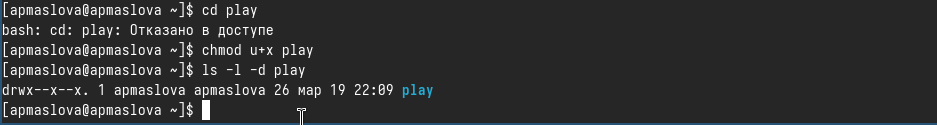 [apmaslova@apmaslova ~]$ cd play
bash: cd: play: Отказано в доступе
[apmaslova@apmaslova ~]$ chmod u+x play
[apmaslova@apmaslova ~]$ ls -l -d play
drwx--x--x. 1 apmaslova apmaslova 26 мар 19 22:09 play
[apmaslova@apmaslova ~]$